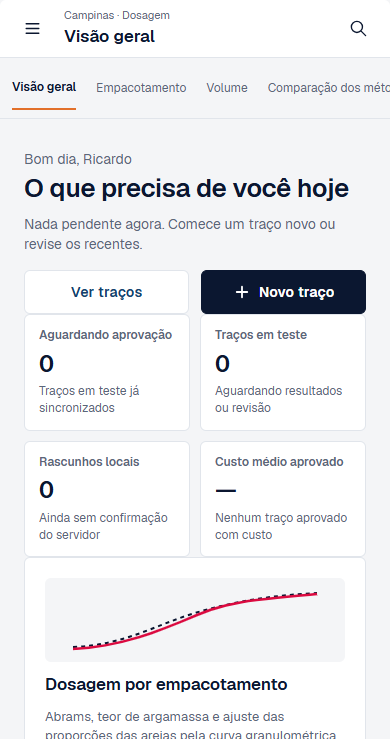 Campinas · Dosagem
Visão geral
Visão geral
Empacotamento
Volume
Comparação dos méto
Bom dia, Ricardo
O que precisa de você hoje
Nada pendente agora. Comece um traço novo ou
revise os recentes.
Ver traços
Novo traço
Aguardando aprovação
0
Traços em teste já
sincronizados
Traços em teste
0
Aguardando resultados
ou revisão
Rascunhos locais
0
Ainda sem confirmação
do servidor
Custo médio aprovado
—
Nenhum traço aprovado
com custo
Dosagem por empacotamento
Abrams, teor de argamassa e ajuste das
proporções das areias pela curva granulométrica